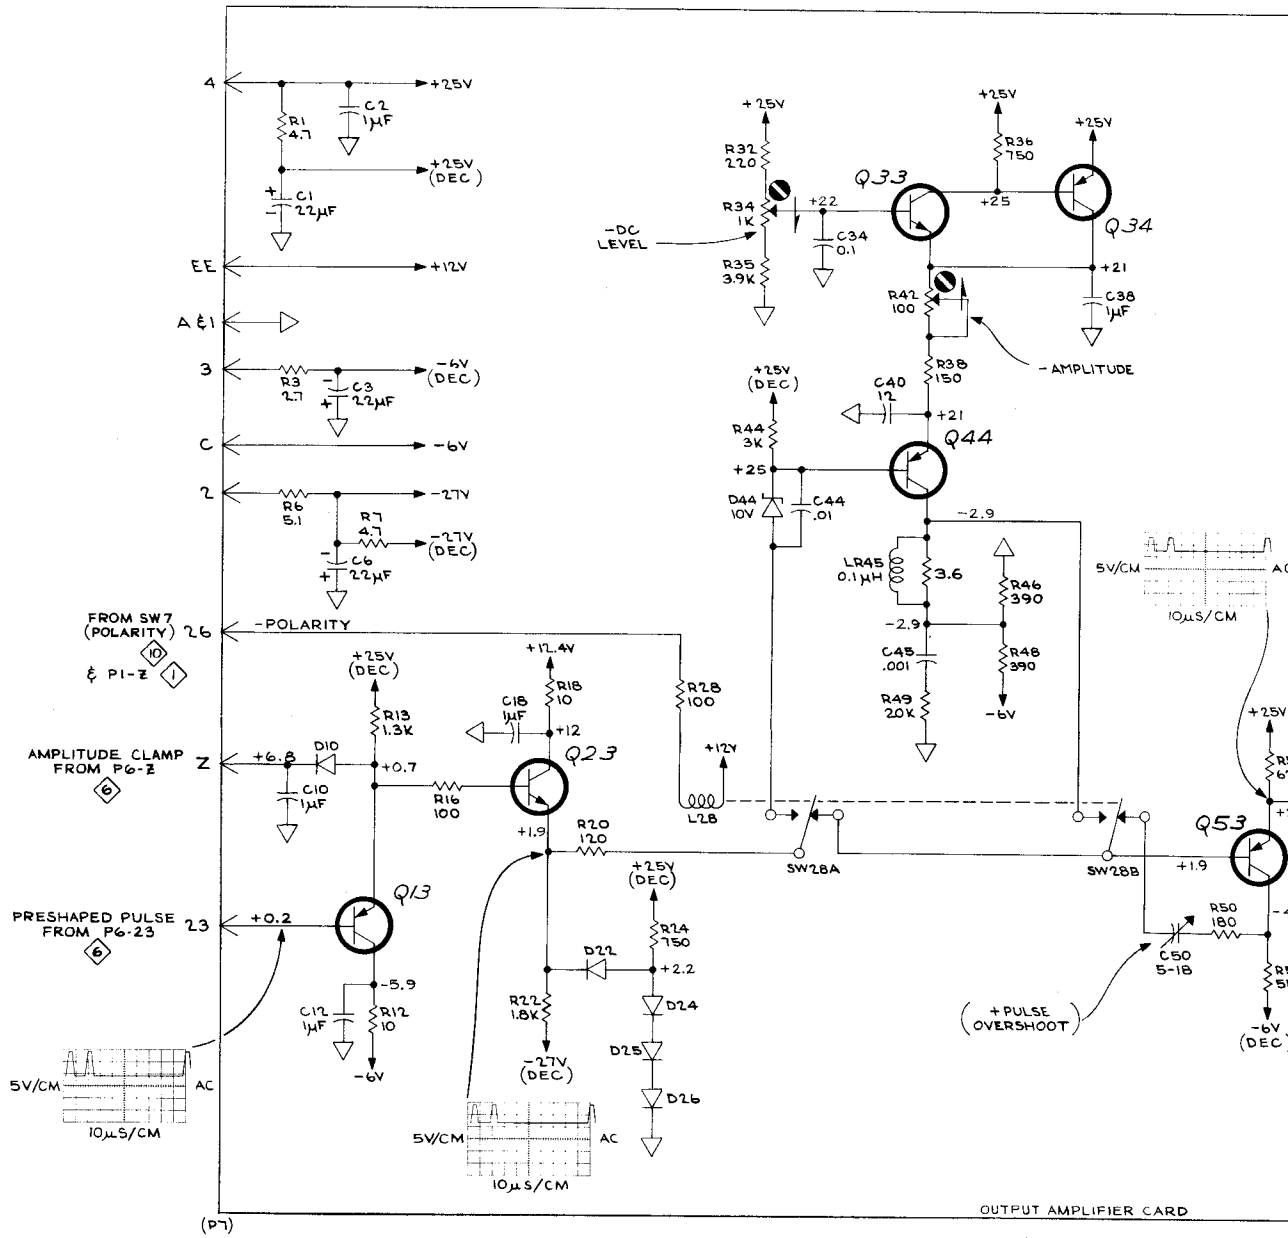 4
+25V
C2
1µF
R1
4.7
+25V
(DEC)
+
-
C1
22µF
EE
+12V
A &1
3
-6V
(DEC)
R3
2.7
-
+
C3
22µF
C
-6V
2
-27V
R6
5.1
R7
4.7
-27V
(DEC)
-
+
C6
22µF
FROM SW7
(POLARITY) 26
10
& P1-Z 1
-POLARITY
+25V
R32
220
R34
1K
-DC
LEVEL
R35
3.9K
+22
C34
0.1
Q33
+25V
R36
750
+25
+25V
Q34
+21
R42
100
C38
1µF
R38
150
-AMPLITUDE
+25V
(DEC)
C40
12
+21
R44
3K
Q44
+25
D44
10V
C44
.01
-2.9
LR45
0.1µH
3.6
R46
390
-2.9
C45
.001
R48
390
R49
20K
-6V
5V/CM
AC
10µS/CM
+25V
(DEC)
R13
1.3K
+12.4V
R18
10
C18
1µF
+12
R28
100
+12V
L28
AMPLITUDE CLAMP
FROM P6-Z
6
Z
+6.8
D10
+0.7
C10
1µF
R16
100
Q23
+1.9
R20
120
SW28A
SW28B
+25V
Q53
+1.9
PRESHAPED PULSE
FROM P6-23
6
23
+0.2
Q13
+25V
(DEC)
R24
750
D22
+2.2
R50
180
C50
5-18
-5.9
C12
1µF
R12
10
R22
1.8K
D24
(+PULSE
OVERSHOOT)
-6V
(DEC)
D25
-6V
-27V
(DEC)
D26
5V/CM
AC
10µS/CM
5V/CM
AC
10µS/CM
OUTPUT AMPLIFIER CARD
(P7)